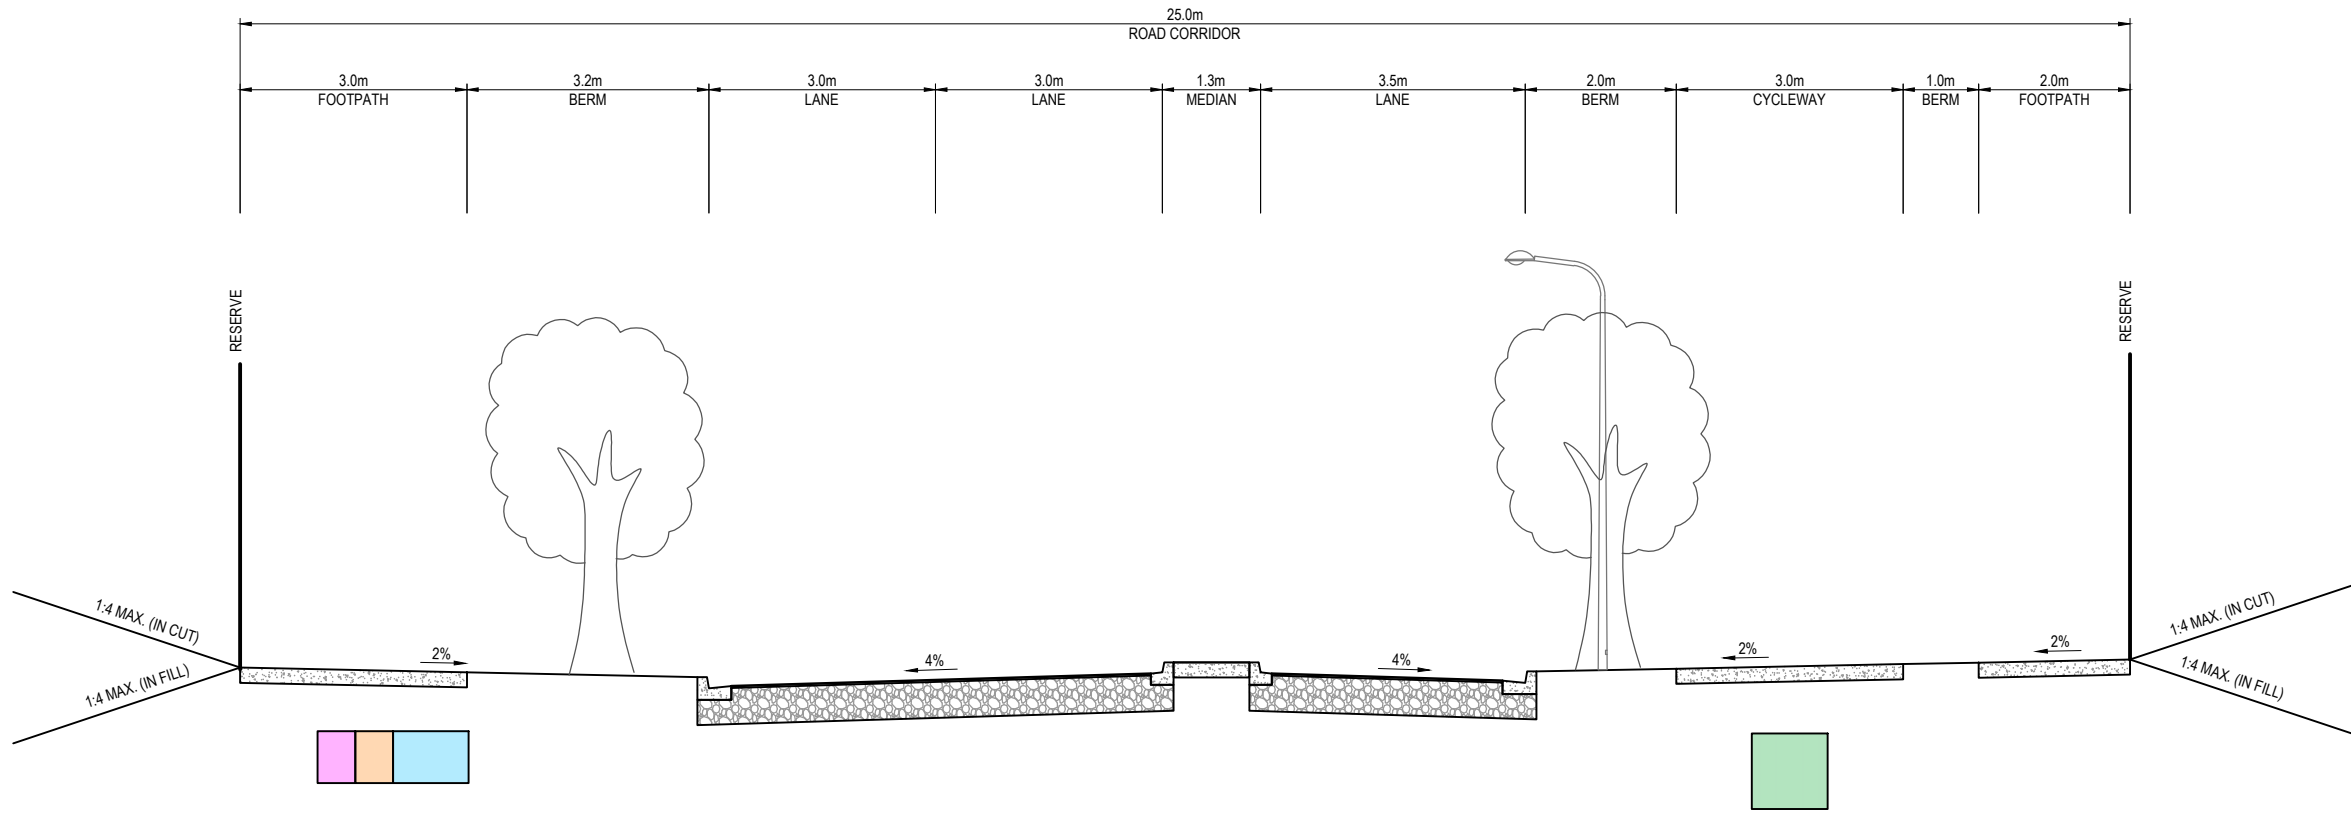 25.0m
ROAD CORRIDOR
3.0m
FOOTPATH
3.2m
BERM
3.0m
LANE
3.0m
LANE
1.3m
MEDIAN
3.5m
LANE
2.0m
BERM
3.0m
CYCLEWAY
1.0m
BERM
2.0m
FOOTPATH
RESERVE
RESERVE
1:4 MAX. (IN CUT)
1:4 MAX. (IN FILL)
2%
4%
4%
2%
2%
1:4 MAX. (IN CUT)
1:4 MAX. (IN FILL)